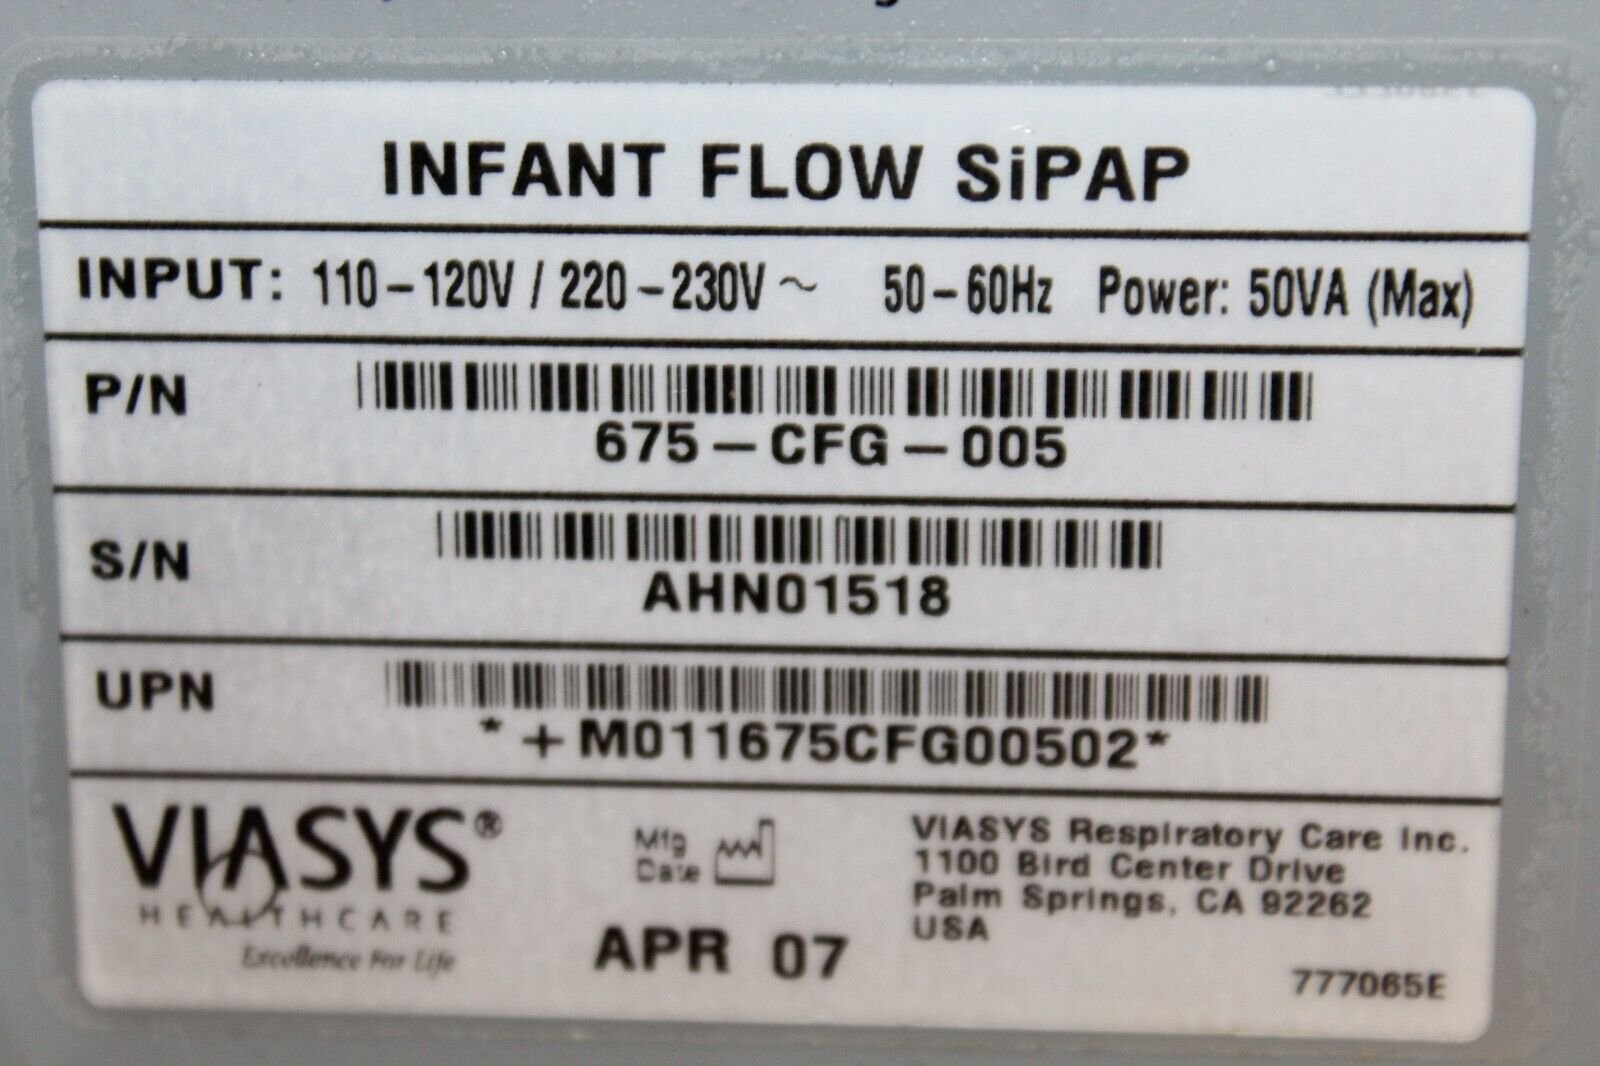 INFANT FLOW SiPAP
INPUT: 110-120V / 220-230V ~ 50-60Hz Power: 50VA (Max)
P/N
675-CFG-005
S/N
AHN01518
UPN
*+M011675CFG00502*
VIASYS®
HEALTHCARE
Excellence For Life
Mfg
Date
APR 07
VIASYS Respiratory Care Inc.
1100 Bird Center Drive
Palm Springs, CA 92262
USA
777065E